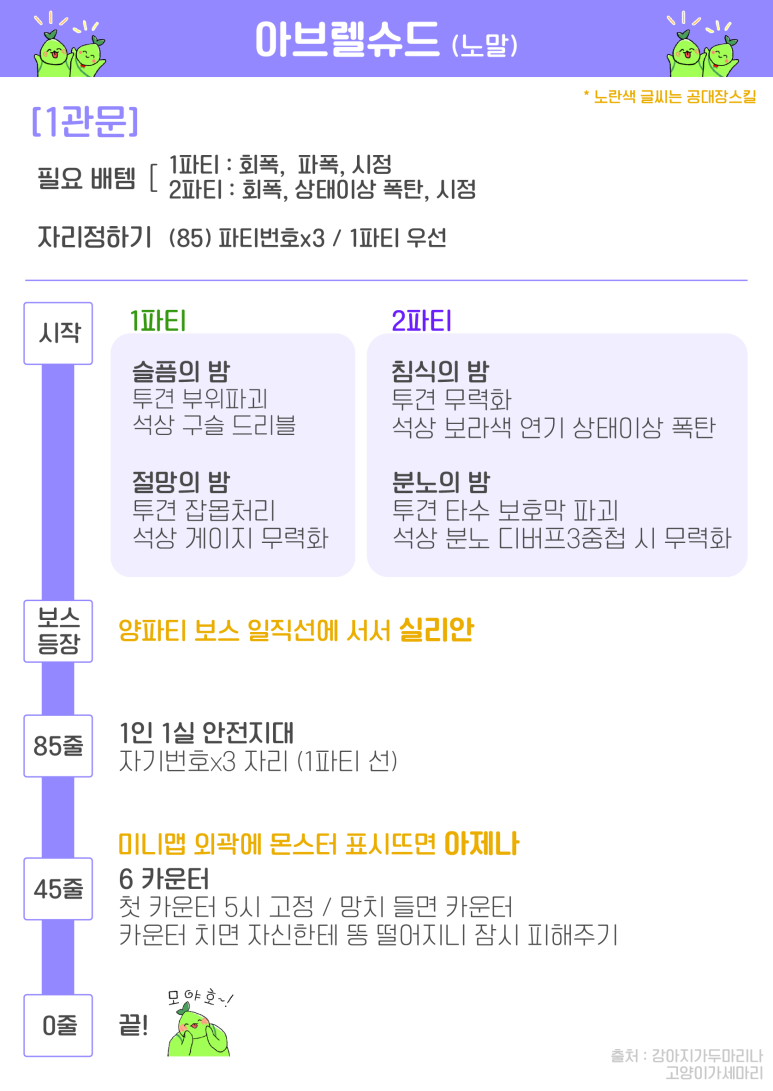 아브렐슈드 (노말)
* 노란색 글씨는 공대장스킬
[1관문]
필요 배템
1파티 : 회폭, 파폭, 시정
2파티 : 회폭, 상태이상 폭탄, 시정
자리정하기 (85) 파티번호x3 / 1파티 우선
시작
1파티
슬픔의 밤
투견 부위파괴
석상 구슬 드리블
절망의 밤
투견 잡몹처리
석상 게이지 무력화
2파티
침식의 밤
투견 무력화
석상 보라색 연기 상태이상 폭탄
분노의 밤
투견 타수 보호막 파괴
석상 분노 디버프3중첩 시 무력화
보스
등장
양파티 보스 일직선에 서서 실리안
85줄
1인 1실 안전지대
자기번호x3 자리 (1파티 선)
미니맵 외곽에 몬스터 표시뜨면 아제나
45줄
6 카운터
첫 카운터 5시 고정 / 망치 들면 카운터
카운터 치면 자신한테 똥 떨어지니 잠시 피해주기
0줄
끝!
모야호~!
출처 : 강아지가두마리나
고양이가세마리